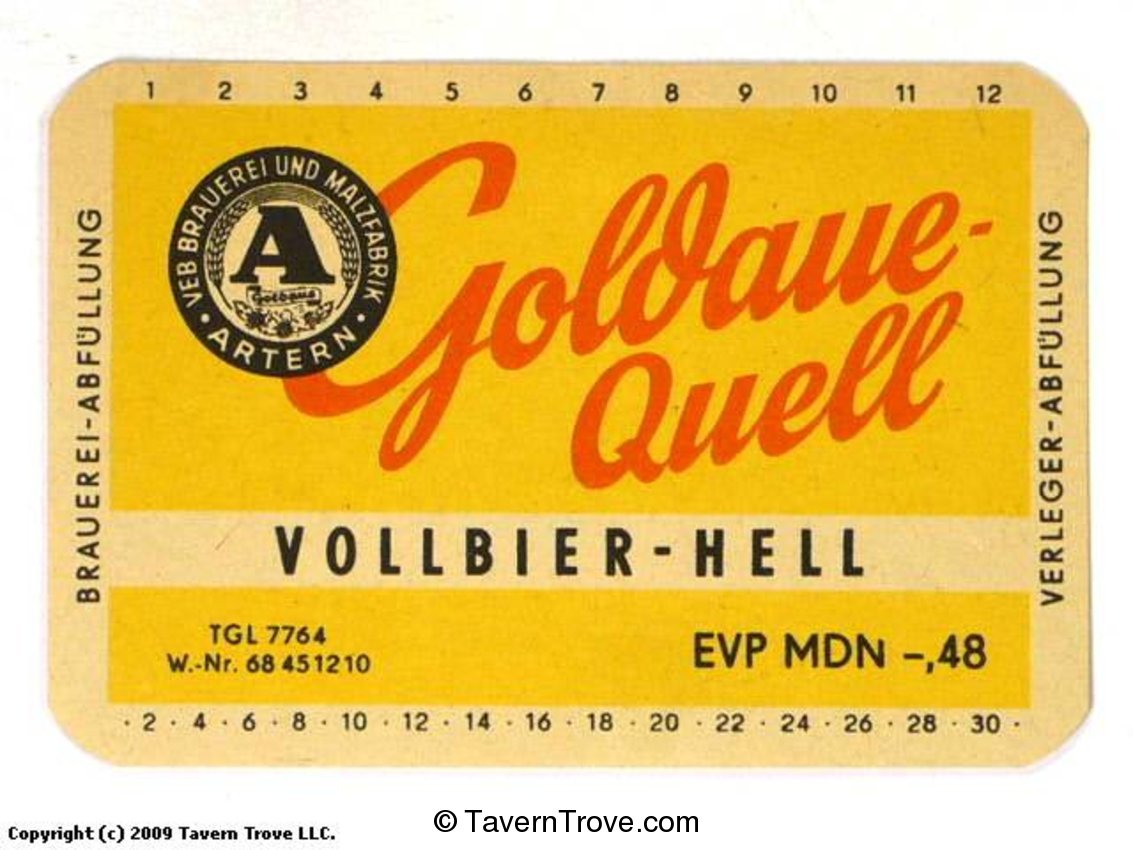 1 2 3 4 5 6 7 8 9 10 11 12
VEB BRAUEREI UND MALZFABRIK
· ARTERN ·
A
Goldaue
Goldaue-
Quell
BRAUEREI-ABFÜLLUNG
VERLEGER-ABFÜLLUNG
VOLLBIER-HELL
TGL 7764
W.-Nr. 68 451210
EVP MDN –,48
· 2 · 4 · 6 · 8 · 10 · 12 · 14 · 16 · 18 · 20 · 22 · 24 · 26 · 28 · 30 ·
© TavernTrove.com
Copyright (c) 2009 Tavern Trove LLC.